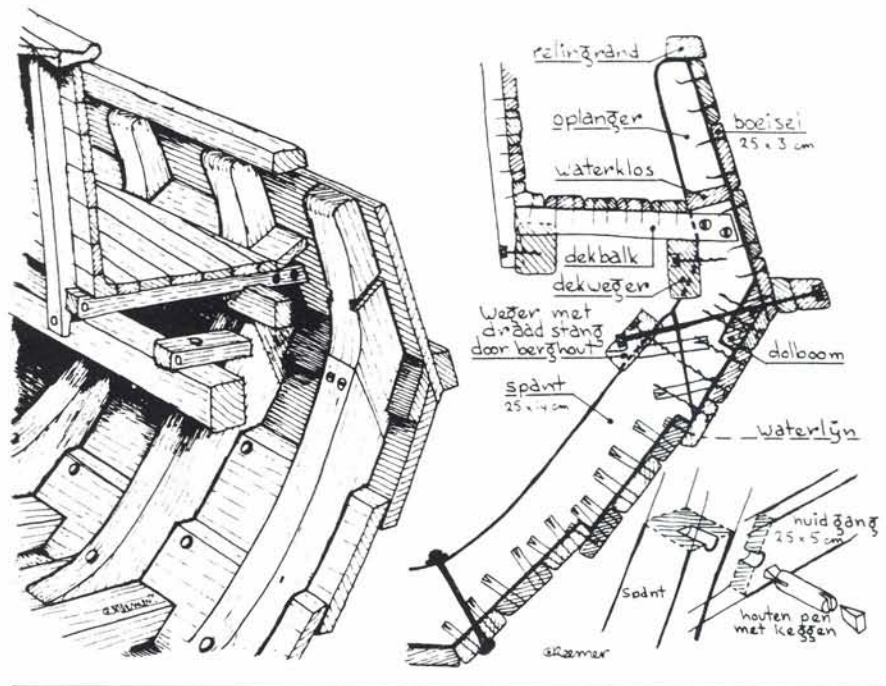 relingrand
oplanger
boeisel
25 x 3 cm
waterklos
dekbalk
dekweger
weger met
draad stang
door berghout
dolboom
spant
25 x 14 cm
waterlijn
huidgang
25 x 5 cm
spant
houten pen
met keggen